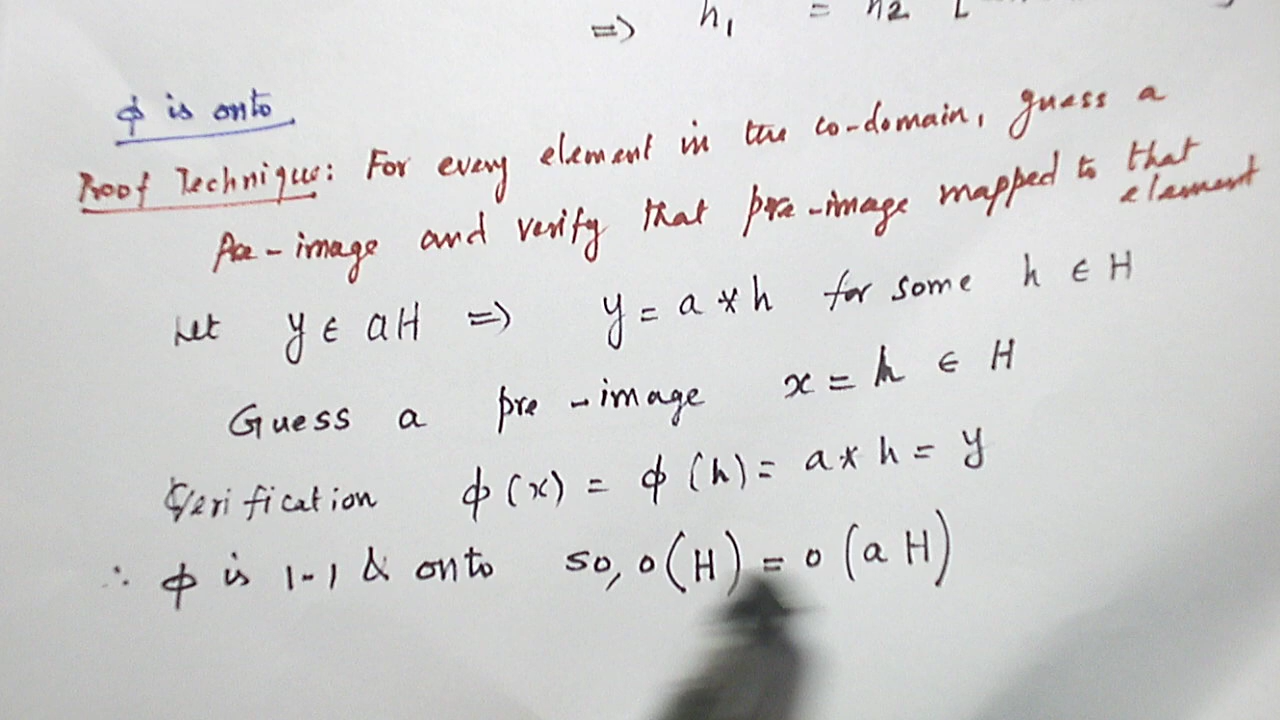 => h1 = h2 [
ϕ is onto
Proof Technique: For every element in the co-domain, guess a
Pre-image and verify that pre-image mapped to that element
Let y ∈ aH => y = a * h for some h ∈ H
Guess a pre-image x = h ∈ H
Verification ϕ(x) = ϕ(h) = a * h = y
∴ ϕ is 1-1 & onto so, o(H) = o(aH)